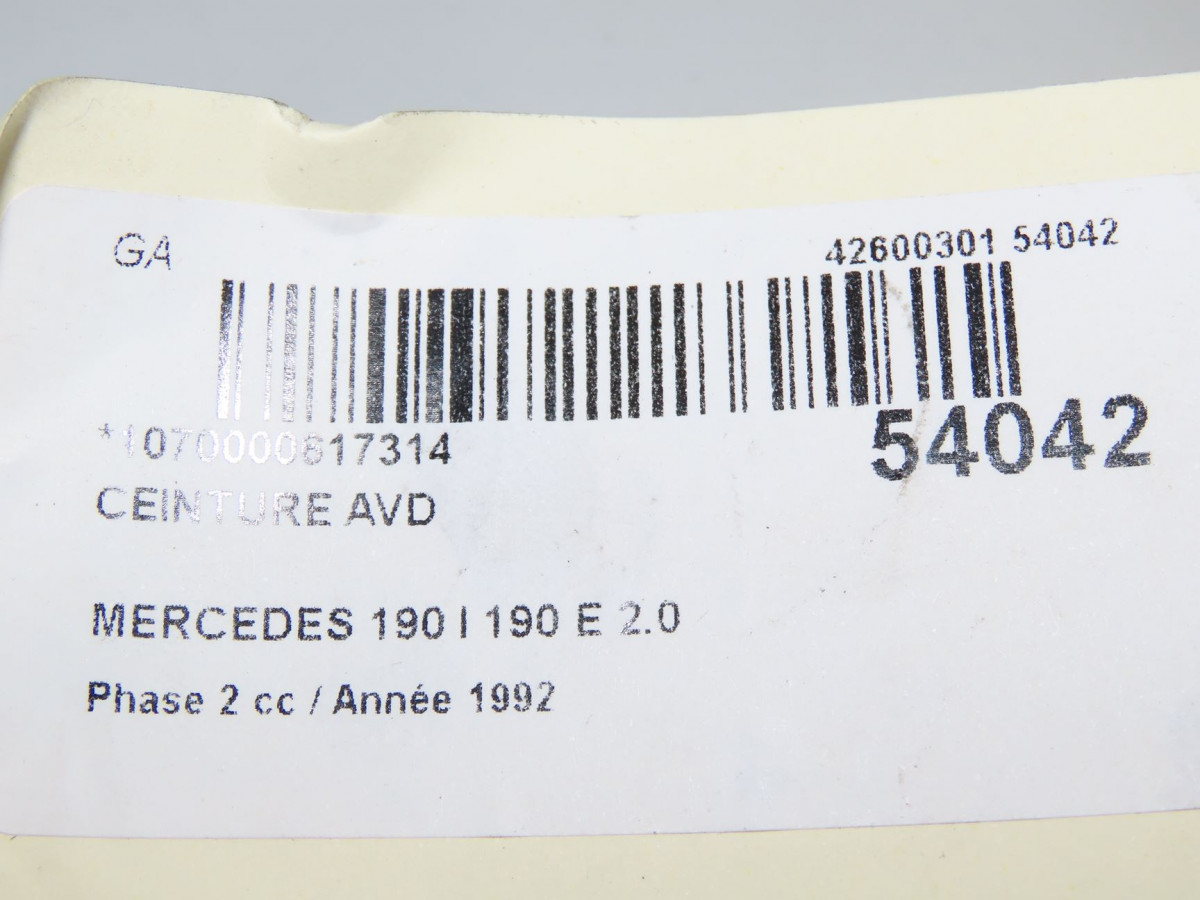 GA
42600301 54042
*1070000617314
54042
CEINTURE AVD
MERCEDES 190 I 190 E 2.0
Phase 2 cc / Année 1992